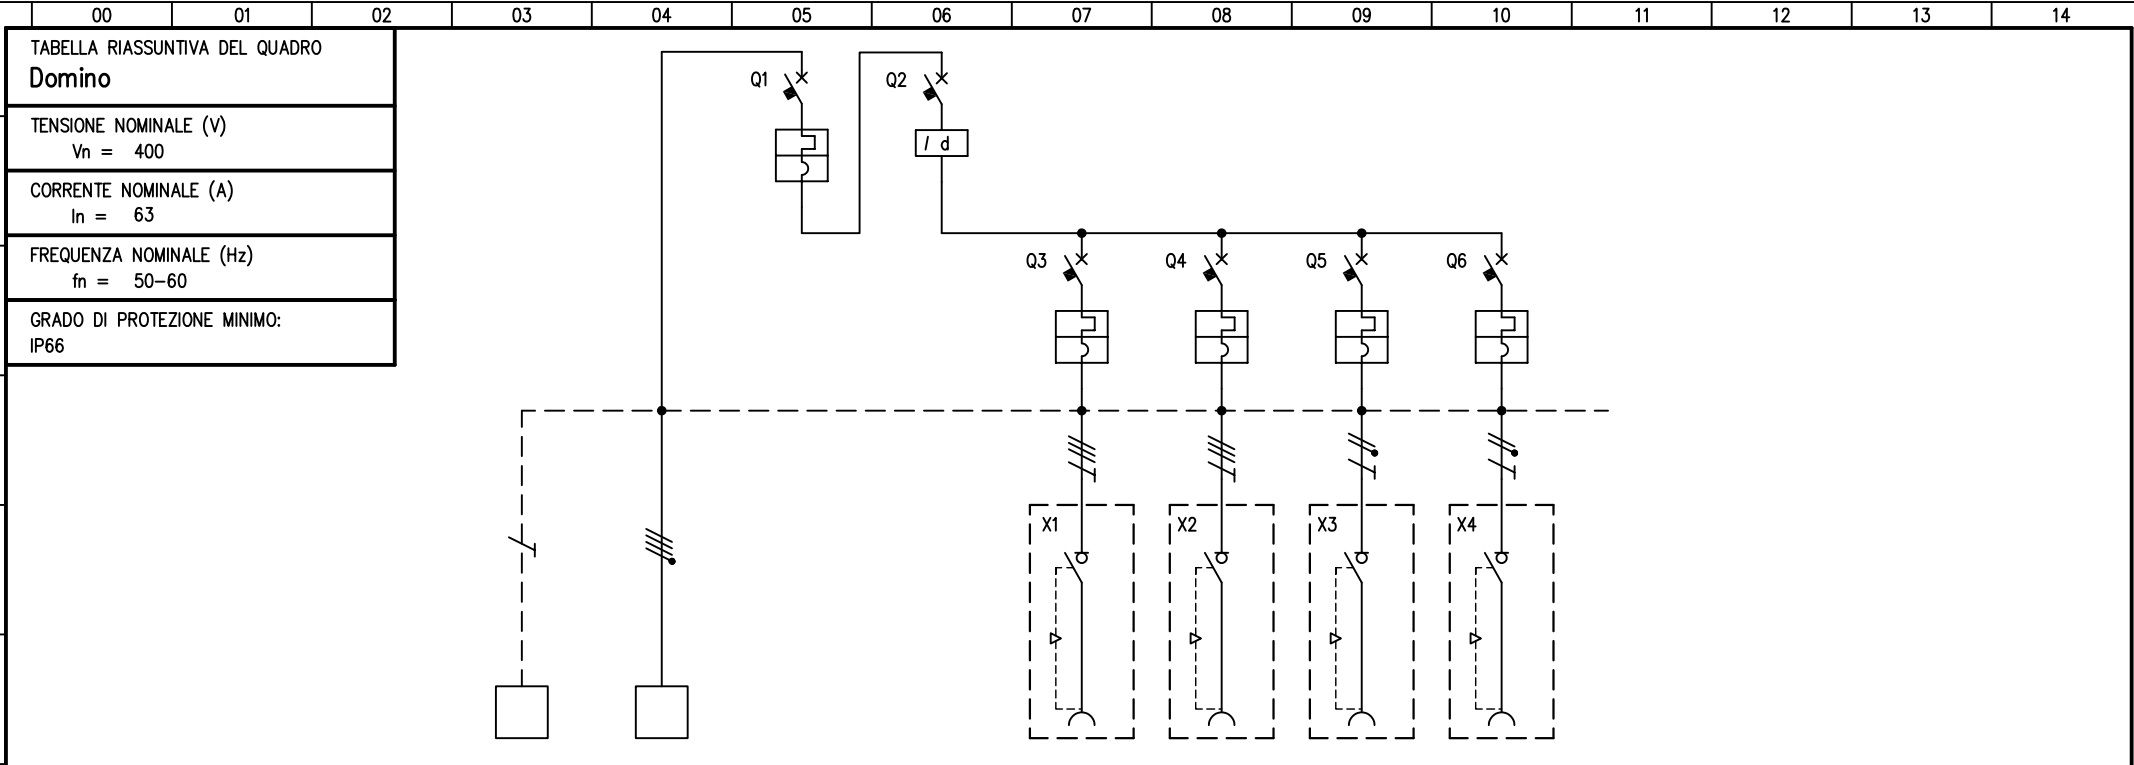 00 01 02 03 04 05 06 07 08 09 10 11 12 13 14
TABELLA RIASSUNTIVA DEL QUADRO
Domino
TENSIONE NOMINALE (V)
Vn = 400
CORRENTE NOMINALE (A)
In = 63
FREQUENZA NOMINALE (Hz)
fn = 50-60
GRADO DI PROTEZIONE MINIMO:
IP66
Q1 Q2
I d
Q3 Q4 Q5 Q6
X1 X2 X3 X4